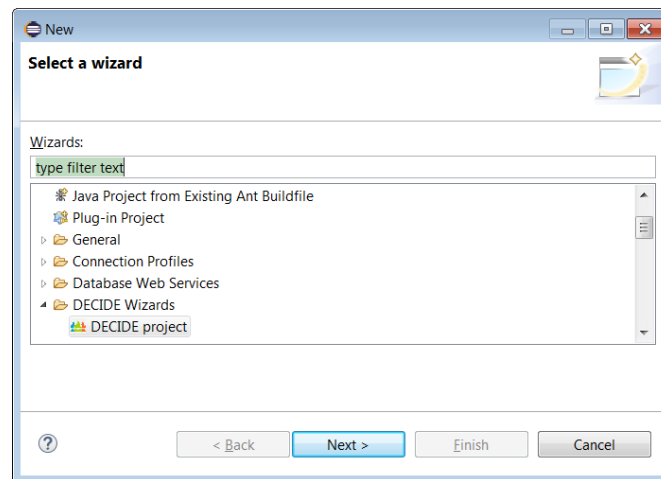 New
Select a wizard
Wizards:
type filter text
Java Project from Existing Ant Buildfile
Plug-in Project
General
Connection Profiles
Database Web Services
DECIDE Wizards
DECIDE project
? < Back Next > Finish Cancel